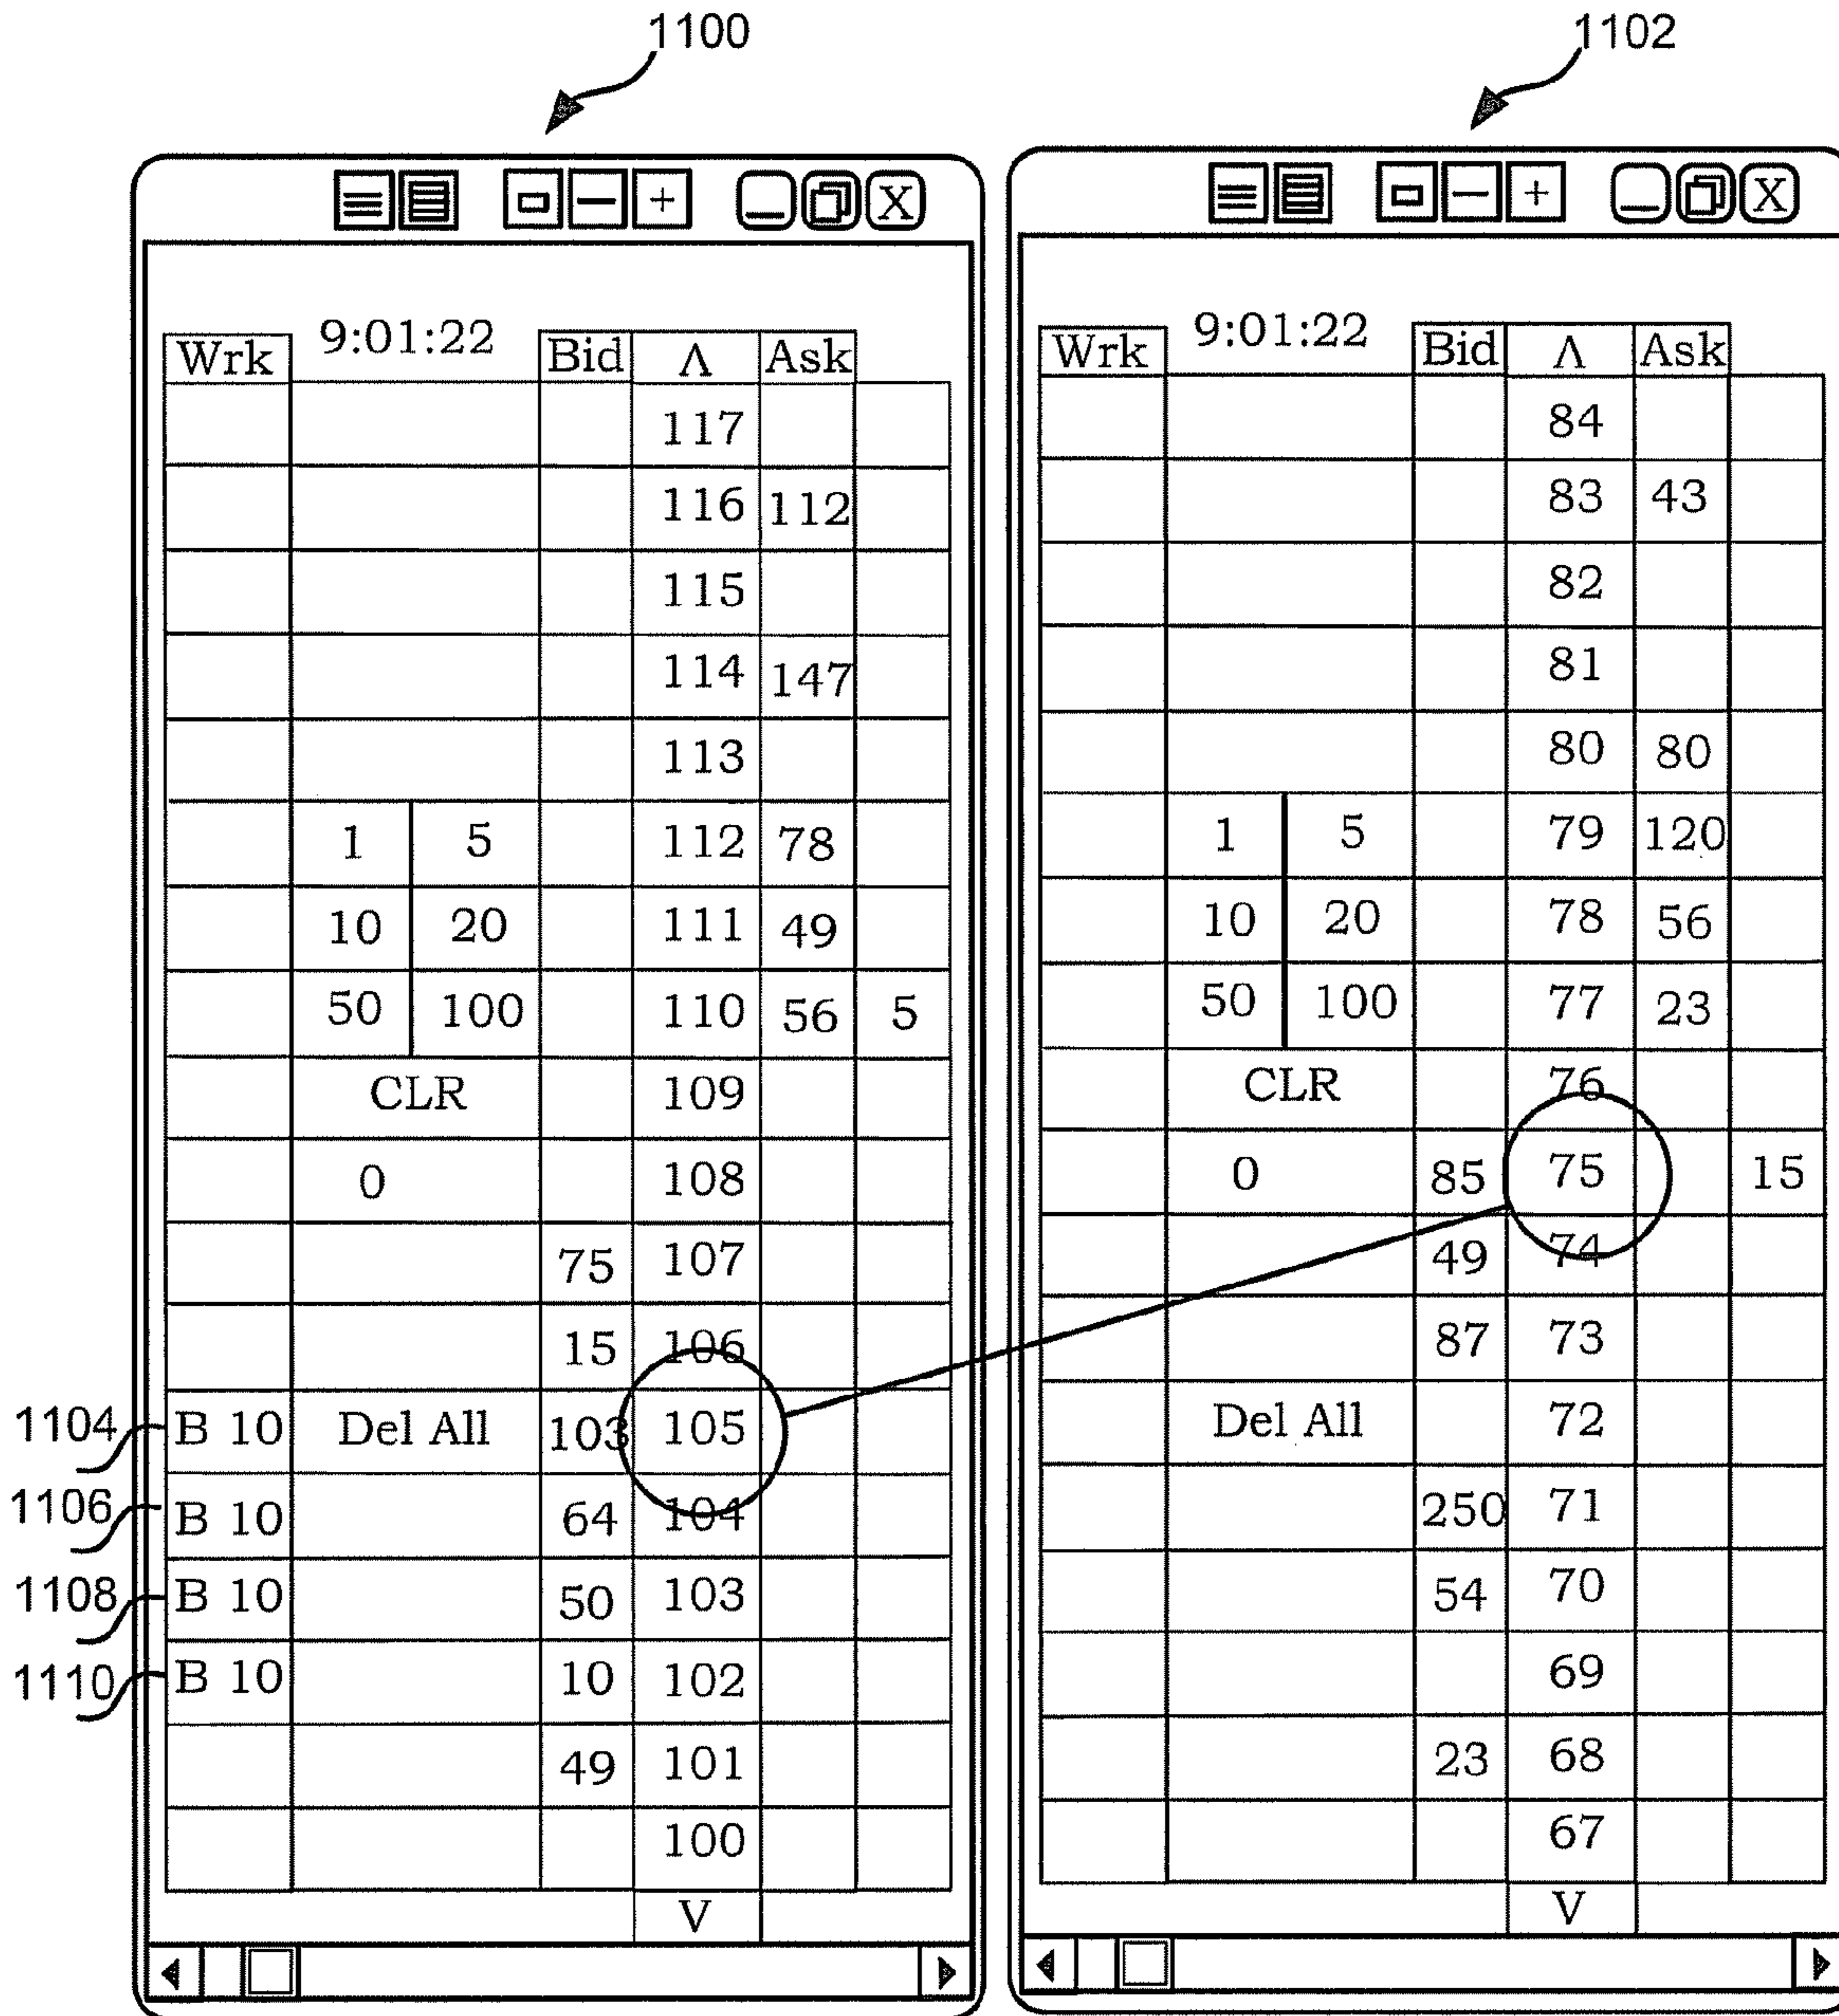 1100 1102
X X
9:01:22 9:01:22
Wrk Bid Λ Ask Wrk Bid Λ Ask
117 84
116 112 83 43
115 82
114 147 81
113 80 80
1 5 112 78 1 5 79 120
10 20 111 49 10 20 78 56
50 100 110 56 5 50 100 77 23
CLR 109 CLR 76
0 108 0 85 75 15
75 107 49 74
15 106 87 73
1104 B 10 Del All 103 105 Del All 72
1106 B 10 64 104 250 71
1108 B 10 50 103 54 70
1110 B 10 10 102 69
49 101 23 68
100 67
V V